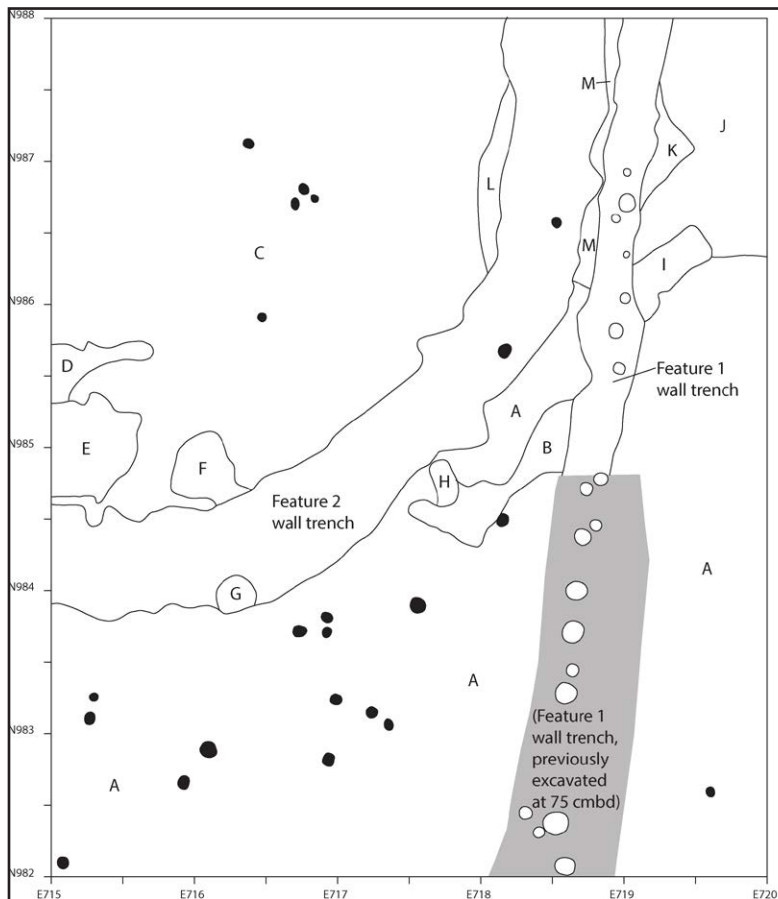 N988
M
J
N987
K
L
C
M
I
N986
D
Feature 1
wall trench
A
N985
E
F
B
H
Feature 2
wall trench
N984
G
A
A
N983
(Feature 1
wall trench,
previously
excavated
at 75 cmbd)
A
N982
E715
E716
E717
E718
E719
E720